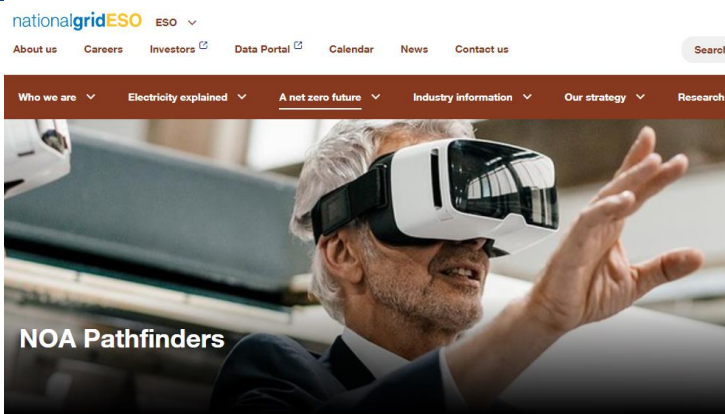 nationalgridESO ESO
About us Careers Investors Data Portal Calendar News Contact us Search
Who we are Electricity explained A net zero future Industry information Our strategy Research
NOA Pathfinders